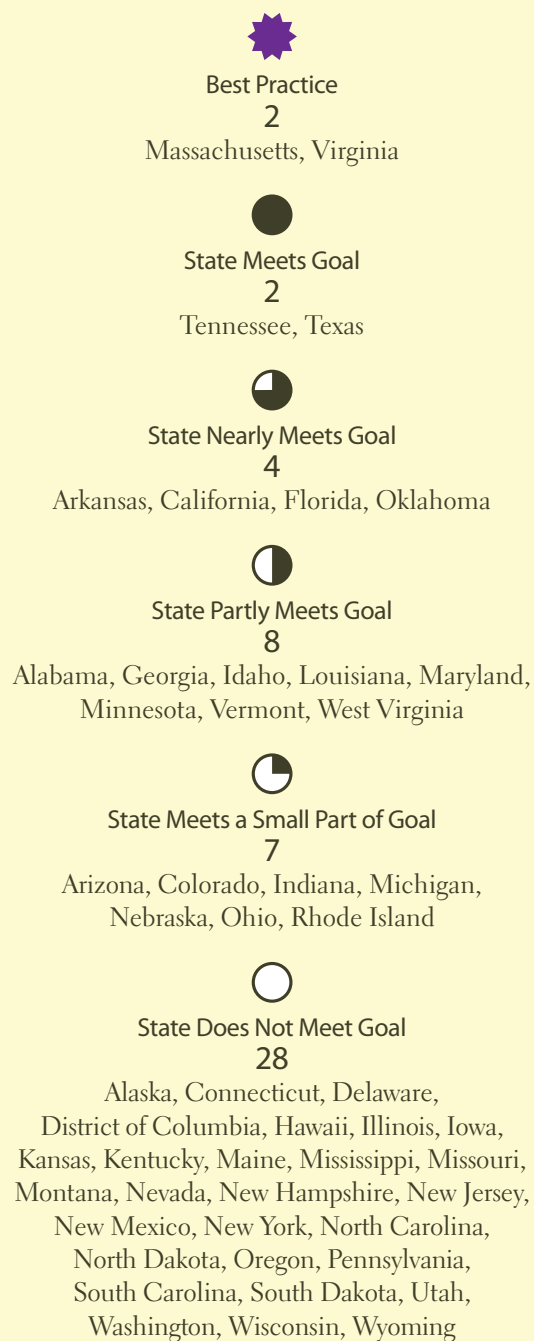 Best Practice
2
Massachusetts, Virginia
State Meets Goal
2
Tennessee, Texas
State Nearly Meets Goal
4
Arkansas, California, Florida, Oklahoma
State Partly Meets Goal
8
Alabama, Georgia, Idaho, Louisiana, Maryland,
Minnesota, Vermont, West Virginia
State Meets a Small Part of Goal
7
Arizona, Colorado, Indiana, Michigan,
Nebraska, Ohio, Rhode Island
State Does Not Meet Goal
28
Alaska, Connecticut, Delaware,
District of Columbia, Hawaii, Illinois, Iowa,
Kansas, Kentucky, Maine, Mississippi, Missouri,
Montana, Nevada, New Hampshire, New Jersey,
New Mexico, New York, North Carolina,
North Dakota, Oregon, Pennsylvania,
South Carolina, South Dakota, Utah,
Washington, Wisconsin, Wyoming